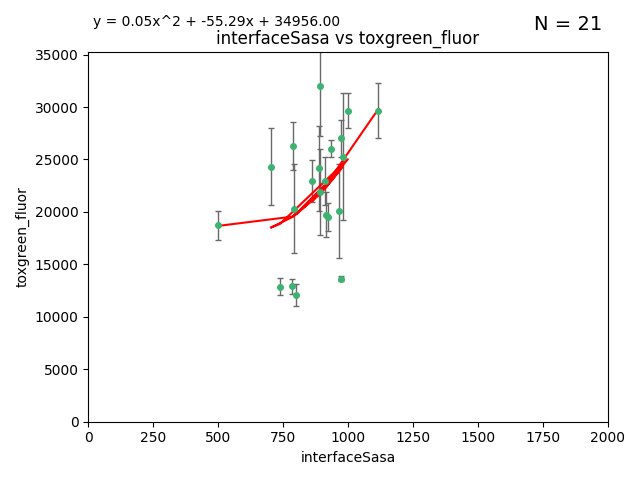 y = 0.05x^2 + -55.29x + 34956.00
N = 21
interfaceSasa vs toxgreen_fluor
35000
30000
25000
20000
15000
10000
5000
0
toxgreen_fluor
0 250 500 750 1000 1250 1500 1750 2000
interfaceSasa